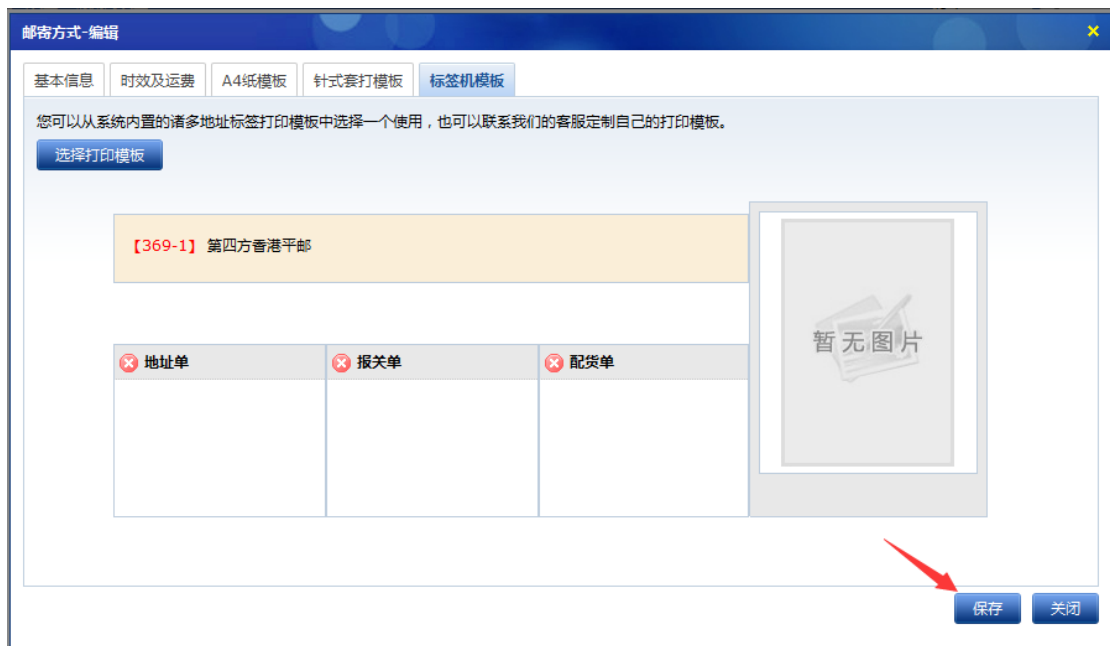 邮寄方式-编辑
基本信息 时效及运费 A4纸模板 针式套打模板 标签机模板
您可以从系统内置的诸多地址标签打印模板中选择一个使用，也可以联系我们的客服定制自己的打印模板。
选择打印模板
【369-1】 第四方香港平邮
暂无图片
地址单 报关单 配货单
保存 关闭